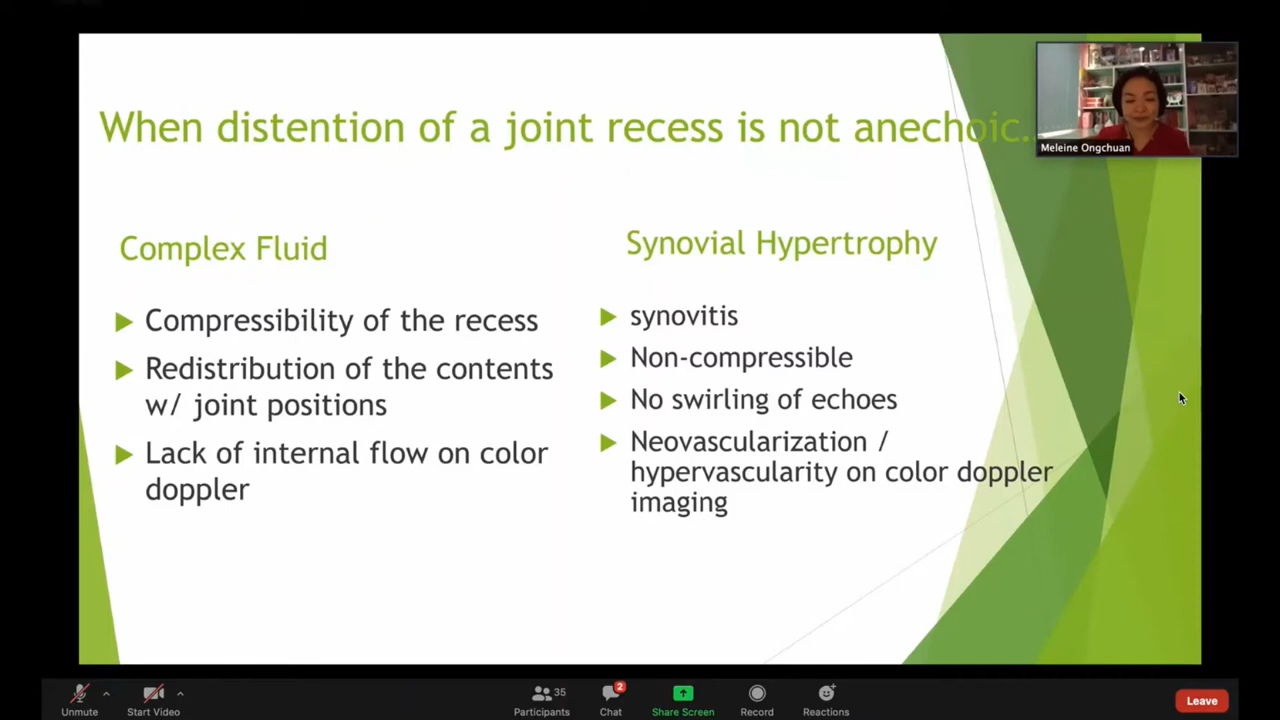 When distention of a joint recess is not anechoic...
Meleine Ongchuan
Complex Fluid
Compressibility of the recess
Redistribution of the contents
w/ joint positions
Lack of internal flow on color
doppler
Synovial Hypertrophy
synovitis
Non-compressible
No swirling of echoes
Neovascularization /
hypervascularity on color doppler
imaging
Unmute
Start Video
35
Participants
2
Chat
Share Screen
Record
Reactions
Leave